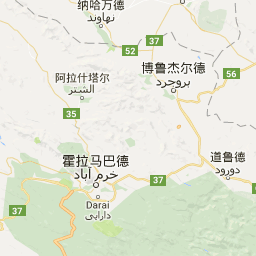 纳哈万德
نهاوند
37
52
博鲁杰尔德
بروجرد
56
阿拉什塔尔
الشتر
35
霍拉马巴德
خرم آباد
道鲁德
دورود
37
Darai
دارایی
37